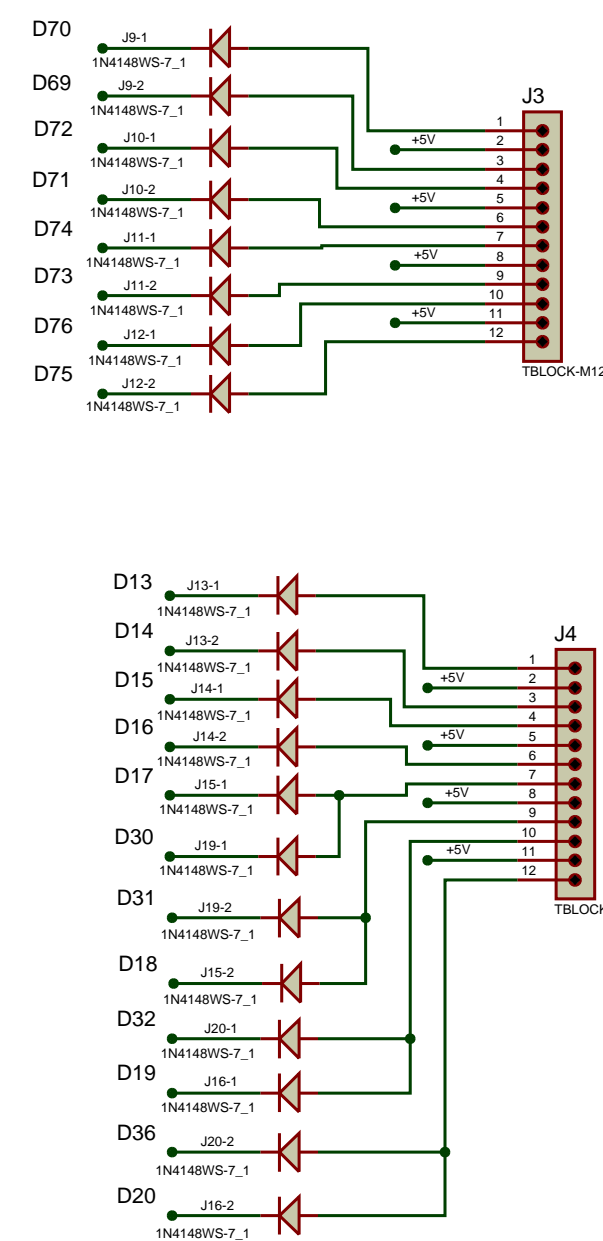 D70
J9-1
1N4148WS-7_1
D69
J9-2
1N4148WS-7_1
D72
J10-1
1N4148WS-7_1
D71
J10-2
1N4148WS-7_1
D74
J11-1
1N4148WS-7_1
D73
J11-2
1N4148WS-7_1
D76
J12-1
1N4148WS-7_1
D75
J12-2
1N4148WS-7_1
J3
1
+5V
2
3
4
+5V
5
6
7
+5V
8
9
10
+5V
11
12
TBLOCK-M12
D13
J13-1
1N4148WS-7_1
D14
J13-2
1N4148WS-7_1
D15
J14-1
1N4148WS-7_1
D16
J14-2
1N4148WS-7_1
D17
J15-1
1N4148WS-7_1
D30
J19-1
1N4148WS-7_1
D31
J19-2
1N4148WS-7_1
D18
J15-2
1N4148WS-7_1
D32
J20-1
1N4148WS-7_1
D19
J16-1
1N4148WS-7_1
D36
J20-2
1N4148WS-7_1
D20
J16-2
1N4148WS-7_1
J4
1
+5V
2
3
4
+5V
5
6
7
+5V
8
9
10
+5V
11
12
TBLOCK